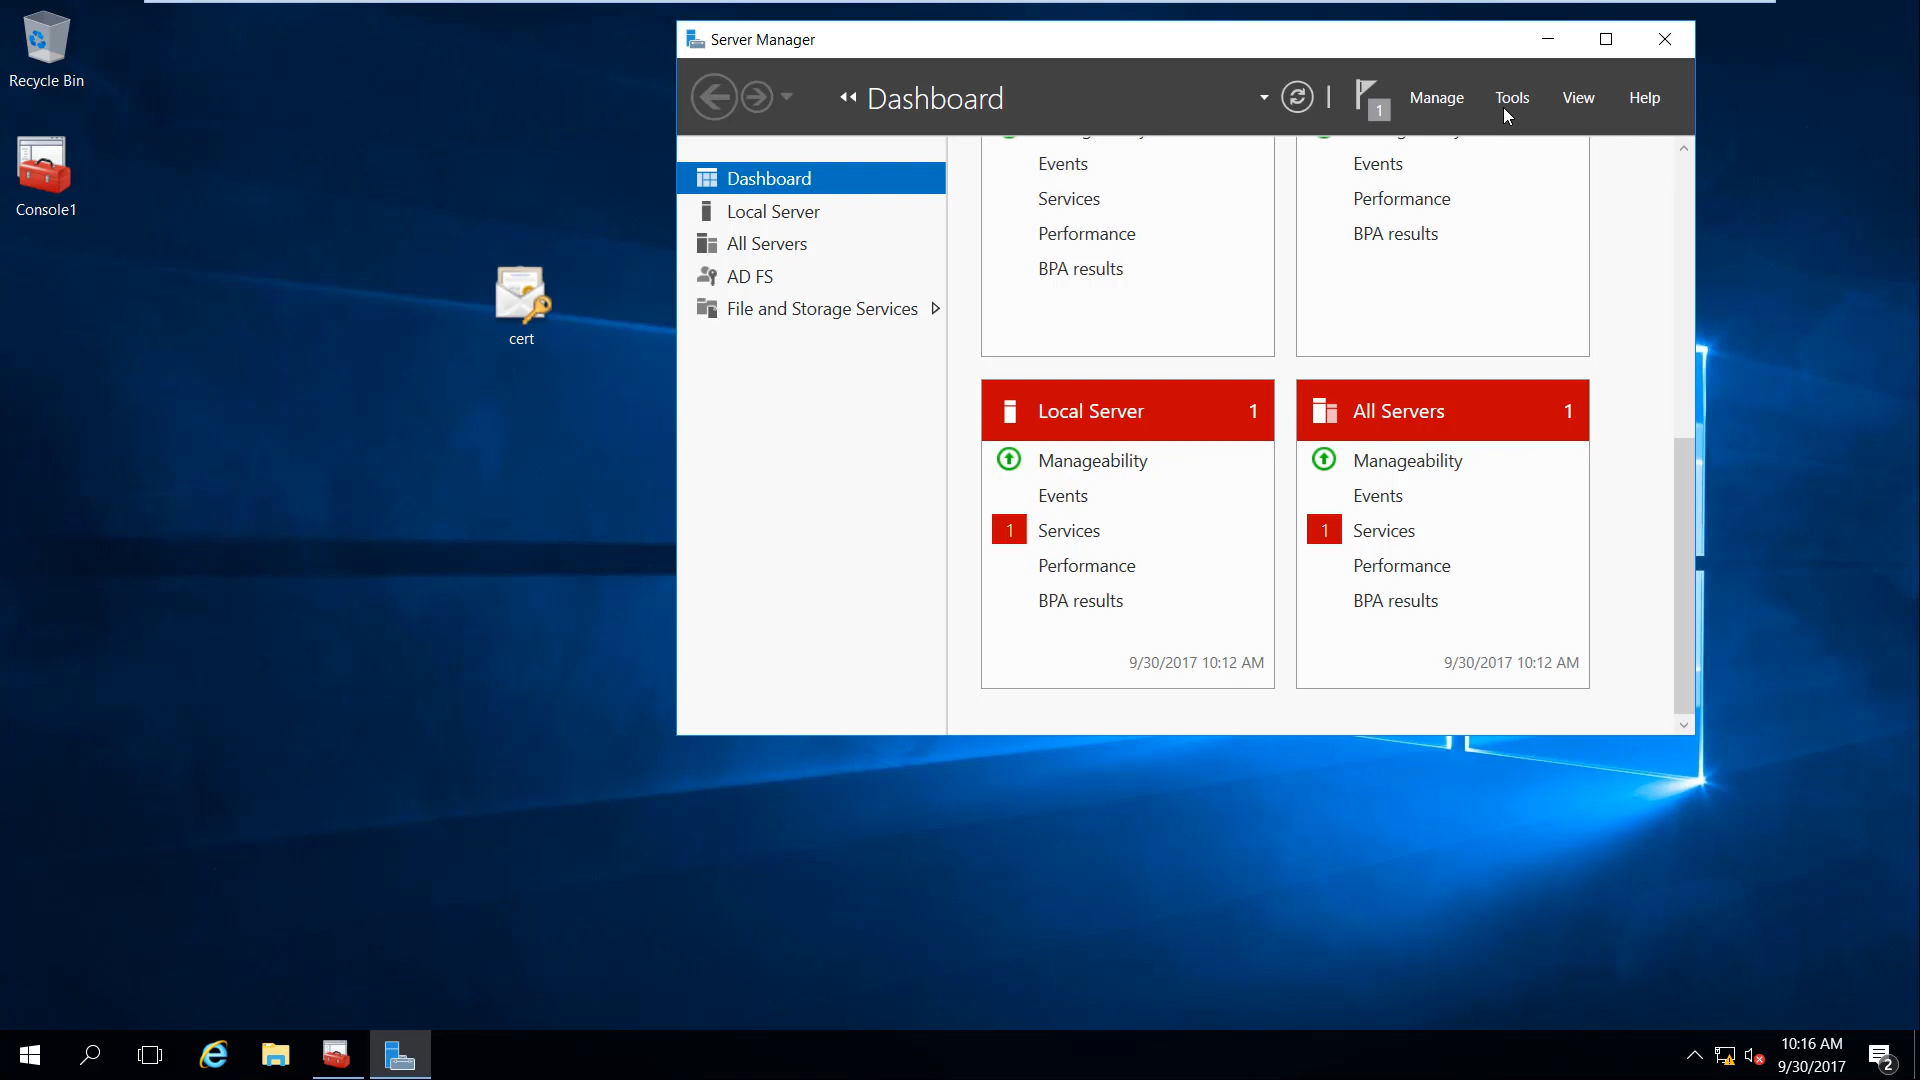 Recycle Bin
Console1
cert
Server Manager
Dashboard
1
Manage
Tools
View
Help
Dashboard
Local Server
All Servers
AD FS
File and Storage Services
Events
Services
Performance
BPA results
Events
Performance
BPA results
Local Server 1
Manageability
Events
1 Services
Performance
BPA results
9/30/2017 10:12 AM
All Servers 1
Manageability
Events
1 Services
Performance
BPA results
9/30/2017 10:12 AM
10:16 AM
9/30/2017
2